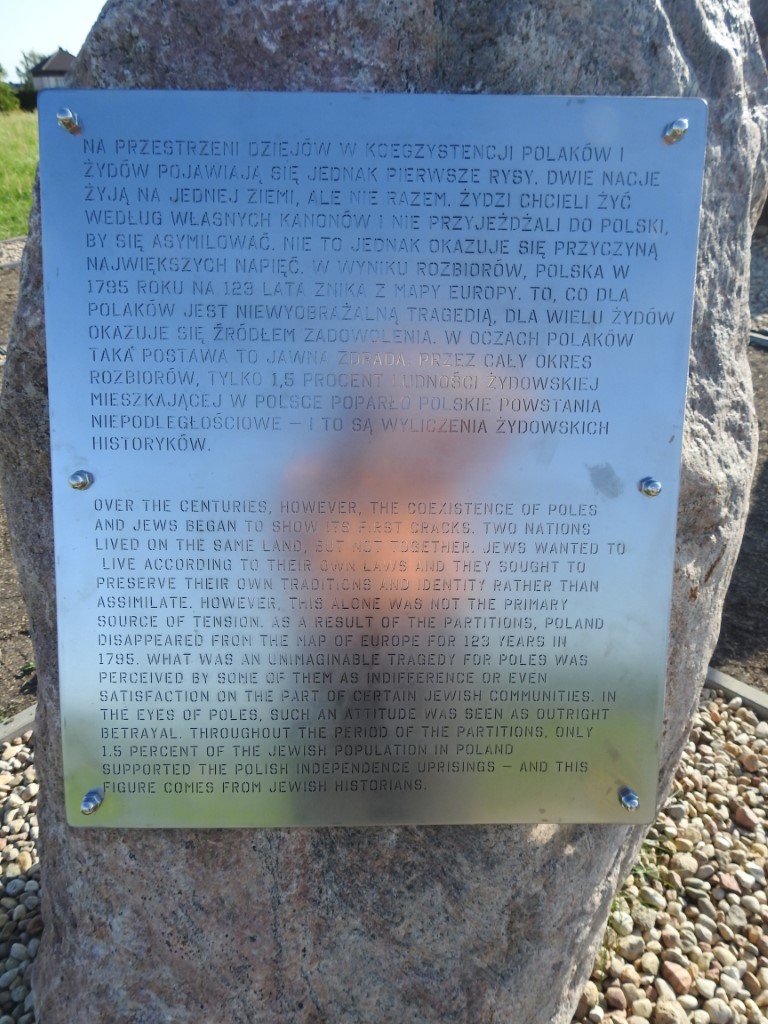 NA PRZESTRZENI DZIEJÓW W KOEGZYSTENCJI POLAKÓW I
ŻYDÓW POJAWIAJĄ SIĘ JEDNAK PIERWSZE RYSY. DWIE NACJE
ŻYJĄ NA JEDNEJ ZIEMI, ALE NIE RAZEM. ŻYDZI CHCIELI ŻYĆ
WEDŁUG WŁASNYCH KANONÓW I NIE PRZYJEŻDŻALI DO POLSKI,
BY SIĘ ASYMILOWAĆ. NIE TO JEDNAK OKAZUJE SIĘ PRZYCZYNĄ
NAJWIĘKSZYCH NAPIĘĆ. W WYNIKU ROZBIORÓW, POLSKA W
1795 ROKU NA 123 LATA ZNIKA Z MAPY EUROPY. TO, CO DLA
POLAKÓW JEST NIEWYOBRAŻALNĄ TRAGEDIĄ, DLA WIELU ŻYDÓW
OKAZUJE SIĘ ŹRÓDŁEM ZADOWOLENIA. W OCZACH POLAKÓW
TAKA POSTAWA TO JAWNA ZDRADA. PRZEZ CAŁY OKRES
ROZBIORÓW, TYLKO 1,5 PROCENT LUDNOŚCI ŻYDOWSKIEJ
MIESZKAJĄCEJ W POLSCE POPARŁO POLSKIE POWSTANIA
NIEPODLEGŁOŚCIOWE – I TO SĄ WYLICZENIA ŻYDOWSKICH
HISTORYKÓW.
OVER THE CENTURIES, HOWEVER, THE COEXISTENCE OF POLES
AND JEWS BEGAN TO SHOW ITS FIRST CRACKS. TWO NATIONS
LIVED ON THE SAME LAND, BUT NOT TOGETHER. JEWS WANTED TO
LIVE ACCORDING TO THEIR OWN LAWS AND THEY SOUGHT TO
PRESERVE THEIR OWN TRADITIONS AND IDENTITY RATHER THAN
ASSIMILATE. HOWEVER, THIS ALONE WAS NOT THE PRIMARY
SOURCE OF TENSION. AS A RESULT OF THE PARTITIONS, POLAND
DISAPPEARED FROM THE MAP OF EUROPE FOR 123 YEARS IN
1795. WHAT WAS AN UNIMAGINABLE TRAGEDY FOR POLES WAS
PERCEIVED BY SOME OF THEM AS INDIFFERENCE OR EVEN
SATISFACTION ON THE PART OF CERTAIN JEWISH COMMUNITIES. IN
THE EYES OF POLES, SUCH AN ATTITUDE WAS SEEN AS OUTRIGHT
BETRAYAL. THROUGHOUT THE PERIOD OF THE PARTITIONS, ONLY
1.5 PERCENT OF THE JEWISH POPULATION IN POLAND
SUPPORTED THE POLISH INDEPENDENCE UPRISINGS – AND THIS
FIGURE COMES FROM JEWISH HISTORIANS.